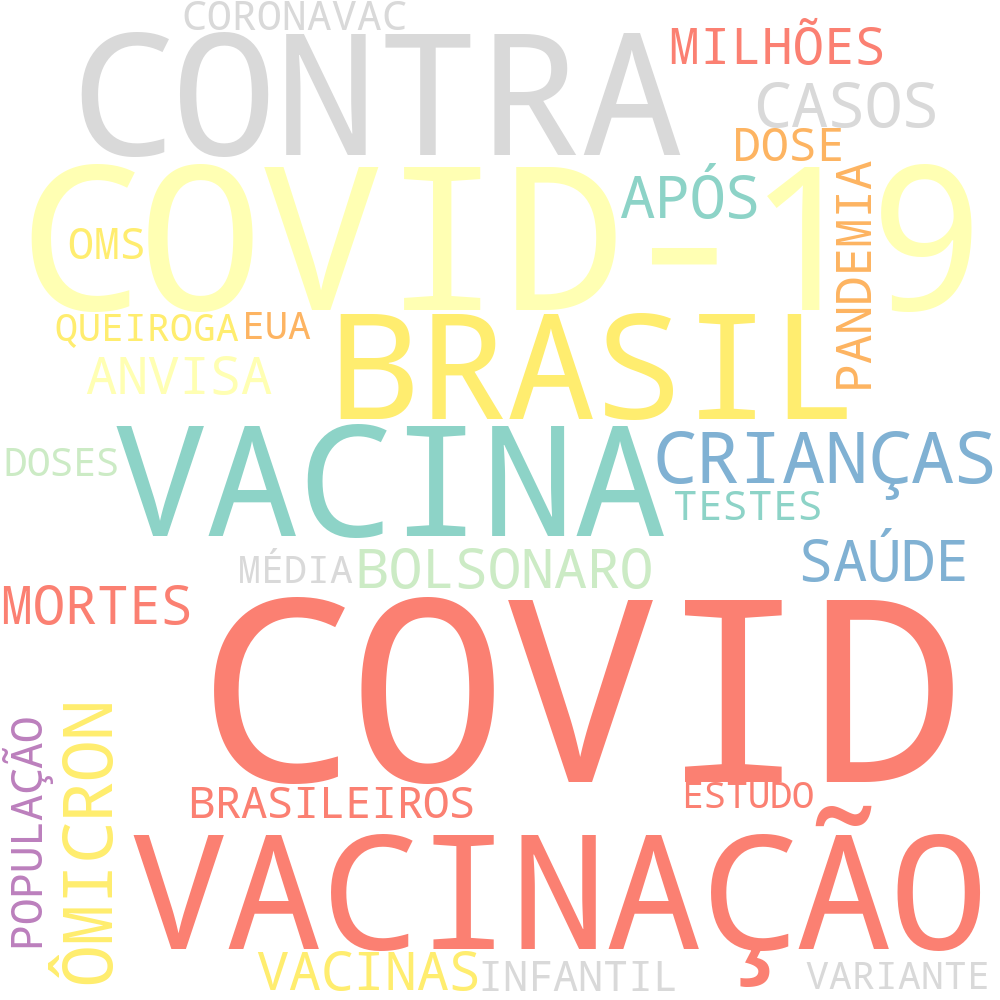 CORONAVAC
CONTRA
MILHÕES
CASOS
DOSE
COVID-19
APÓS
PANDEMIA
OMS
QUEIROGA
EUA
BRASIL
ANVISA
VACINA
CRIANÇAS
DOSES
TESTES
SAÚDE
MÉDIA
BOLSONARO
MORTES
COVID
POPULAÇÃO
ÔMICRON
BRASILEIROS
ESTUDO
VACINAÇÃO
VACINAS
INFANTIL
VARIANTE